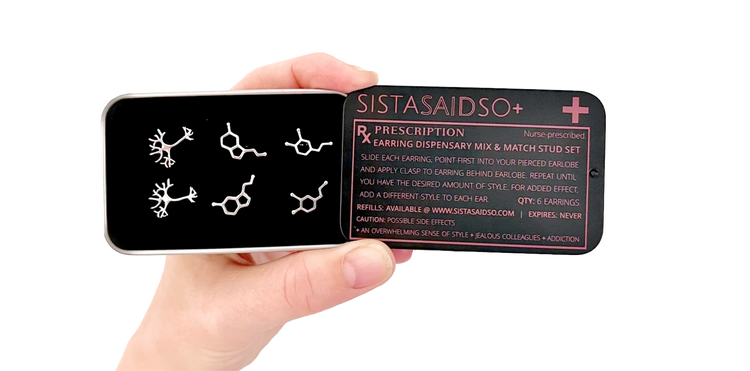 SISTASAIDSO+
Rx PRESCRIPTION Nurse-prescribed
EARRING DISPENSARY MIX & MATCH STUD SET
SLIDE EACH EARRING, POINT-FIRST INTO YOUR PIERCED EARLOBE
AND APPLY CLASP TO EARRING BEHIND EARLOBE. REPEAT UNTIL
YOU HAVE THE DESIRED AMOUNT OF STYLE. FOR ADDED EFFECT,
ADD A DIFFERENT STYLE TO EACH EAR. QTY: 6 EARRINGS
REFILLS: AVAILABLE @ WWW.SISTASAIDSO.COM | EXPIRES: NEVER
CAUTION: POSSIBLE SIDE EFFECTS
*+ AN OVERWHELMING SENSE OF STYLE + JEALOUS COLLEAGUES + ADDICTION